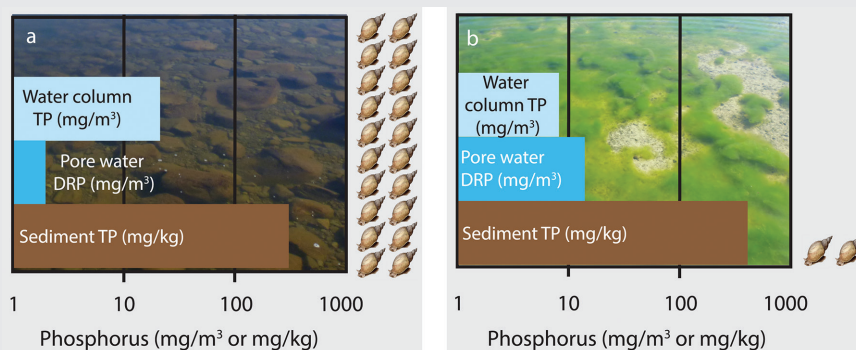 a
Water column
TP (mg/m³)
Pore water
DRP (mg/m³)
Sediment TP (mg/kg)
1 10 100 1000
Phosphorus (mg/m³ or mg/kg)
b
Water
column TP
(mg/m³)
Pore water
DRP (mg/m³)
Sediment TP (mg/kg)
1 10 100 1000
Phosphorus (mg/m³ or mg/kg)